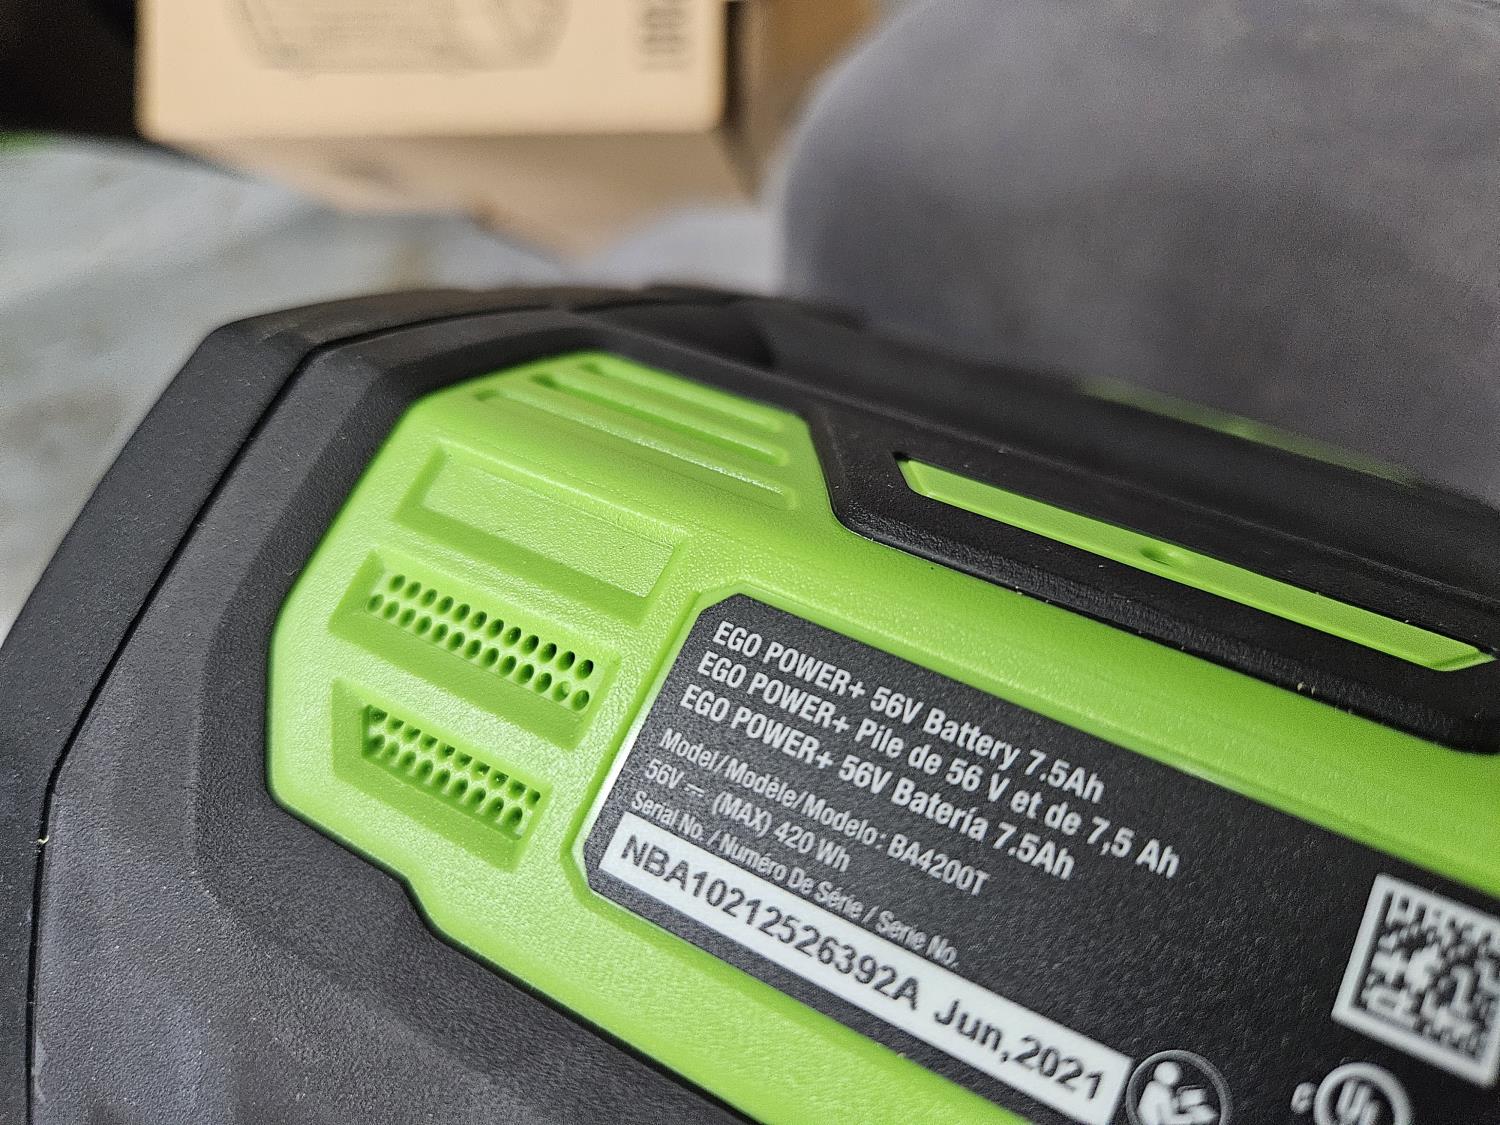 EGO POWER+ 56V Battery 7.5Ah
EGO POWER+ Pile de 56 V et de 7,5 Ah
EGO POWER+ 56V Batería 7.5Ah
Model/Modèle/Modelo: BA4200T
56V ⎓ (MAX) 420 Wh
Serial No. / Numéro De Série / Serie No.
NBA10212526392A Jun,2021
c UL